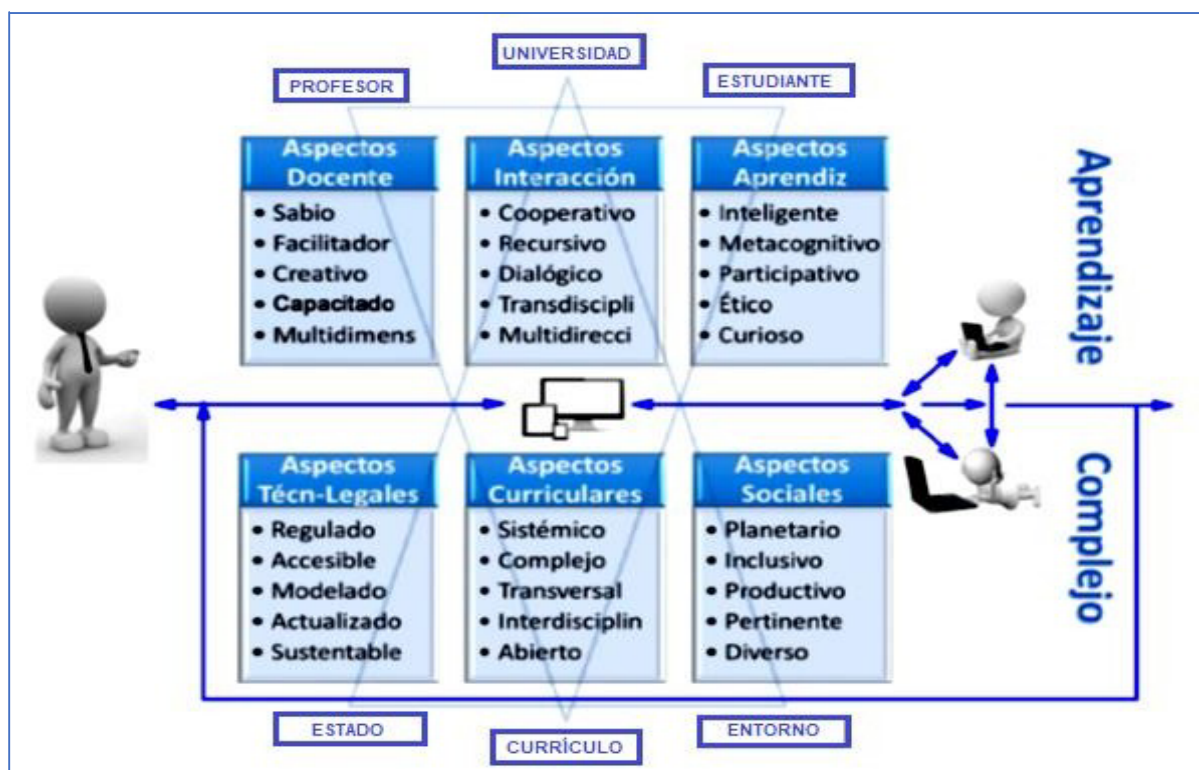 UNIVERSIDAD
PROFESOR
ESTUDIANTE
Aspectos
Docente
• Sabio
• Facilitador
• Creativo
• Capacitado
• Multidimens
Aspectos
Interacción
• Cooperativo
• Recursivo
• Dialógico
• Transdiscipli
• Multidirecci
Aspectos
Aprendiz
• Inteligente
• Metacognitivo
• Participativo
• Ético
• Curioso
Aspectos
Técn-Legales
• Regulado
• Accesible
• Modelado
• Actualizado
• Sustentable
Aspectos
Curriculares
• Sistémico
• Complejo
• Transversal
• Interdisciplin
• Abierto
Aspectos
Sociales
• Planetario
• Inclusivo
• Productivo
• Pertinente
• Diverso
Aprendizaje
Complejo
ESTADO
CURRÍCULO
ENTORNO